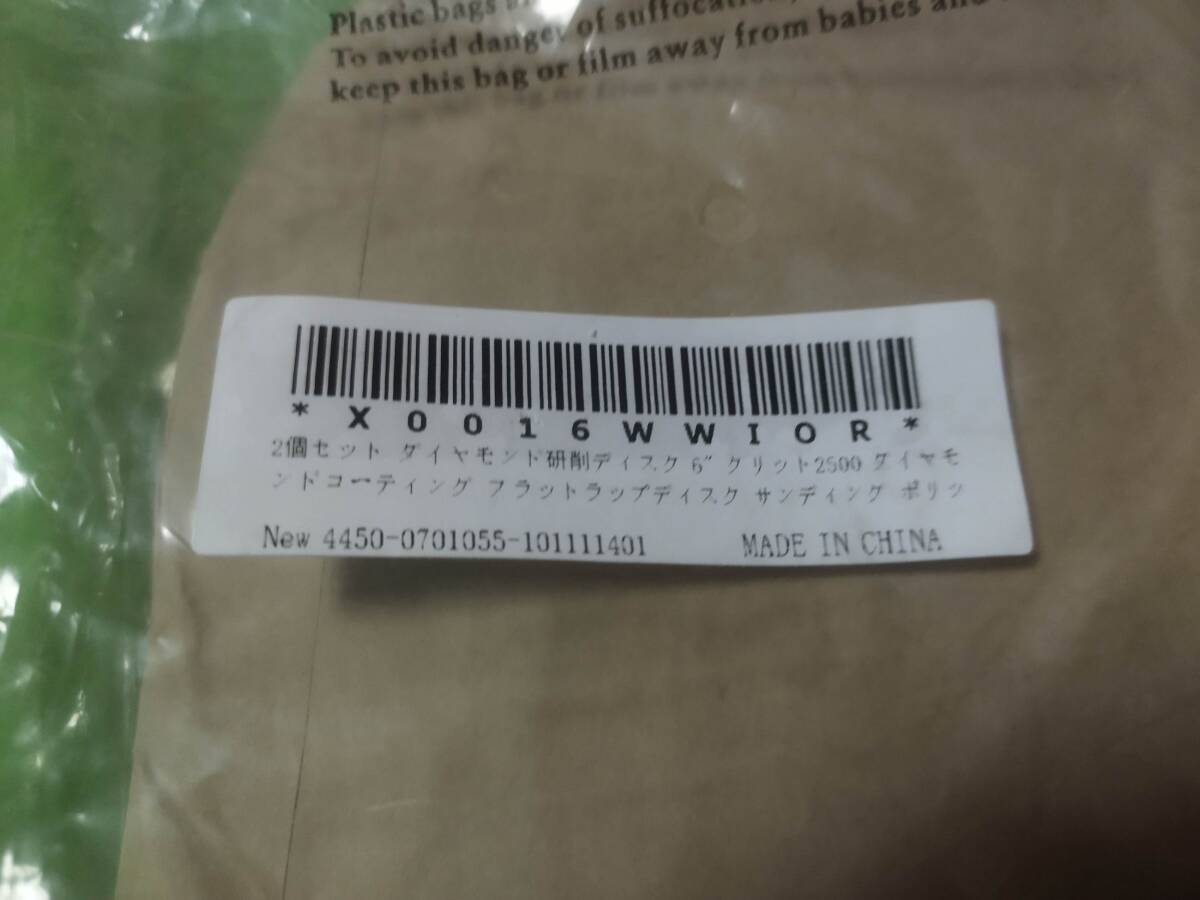 Plastic bags
To avoid danger of suffocation,
keep this bag or film away from babies and
* X 0 0 1 6 W W I O R *
2個セット ダイヤモンド研削ディスク 6" グリット2500 ダイヤモ
ンドコーティング フラットラップディスク サンディング ポリッ
New 4450-0701055-101111401 MADE IN CHINA